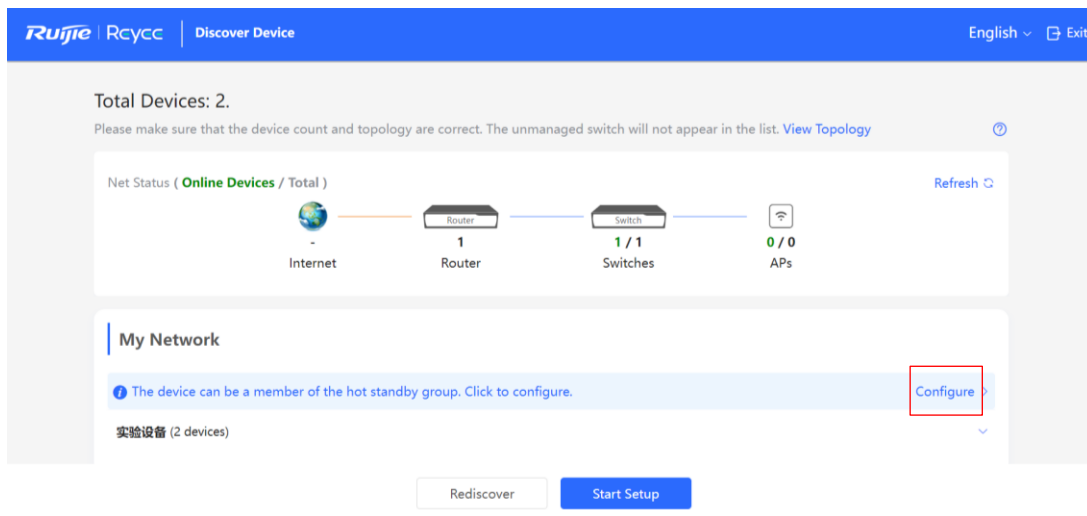 Ruijie | Reyee | Discover Device English Exit
Total Devices: 2.
Please make sure that the device count and topology are correct. The unmanaged switch will not appear in the list. View Topology
Net Status ( Online Devices / Total ) Refresh
Router Switch
- 1 1 / 1 0 / 0
Internet Router Switches APs
My Network
The device can be a member of the hot standby group. Click to configure. Configure
实验设备 (2 devices)
Rediscover Start Setup